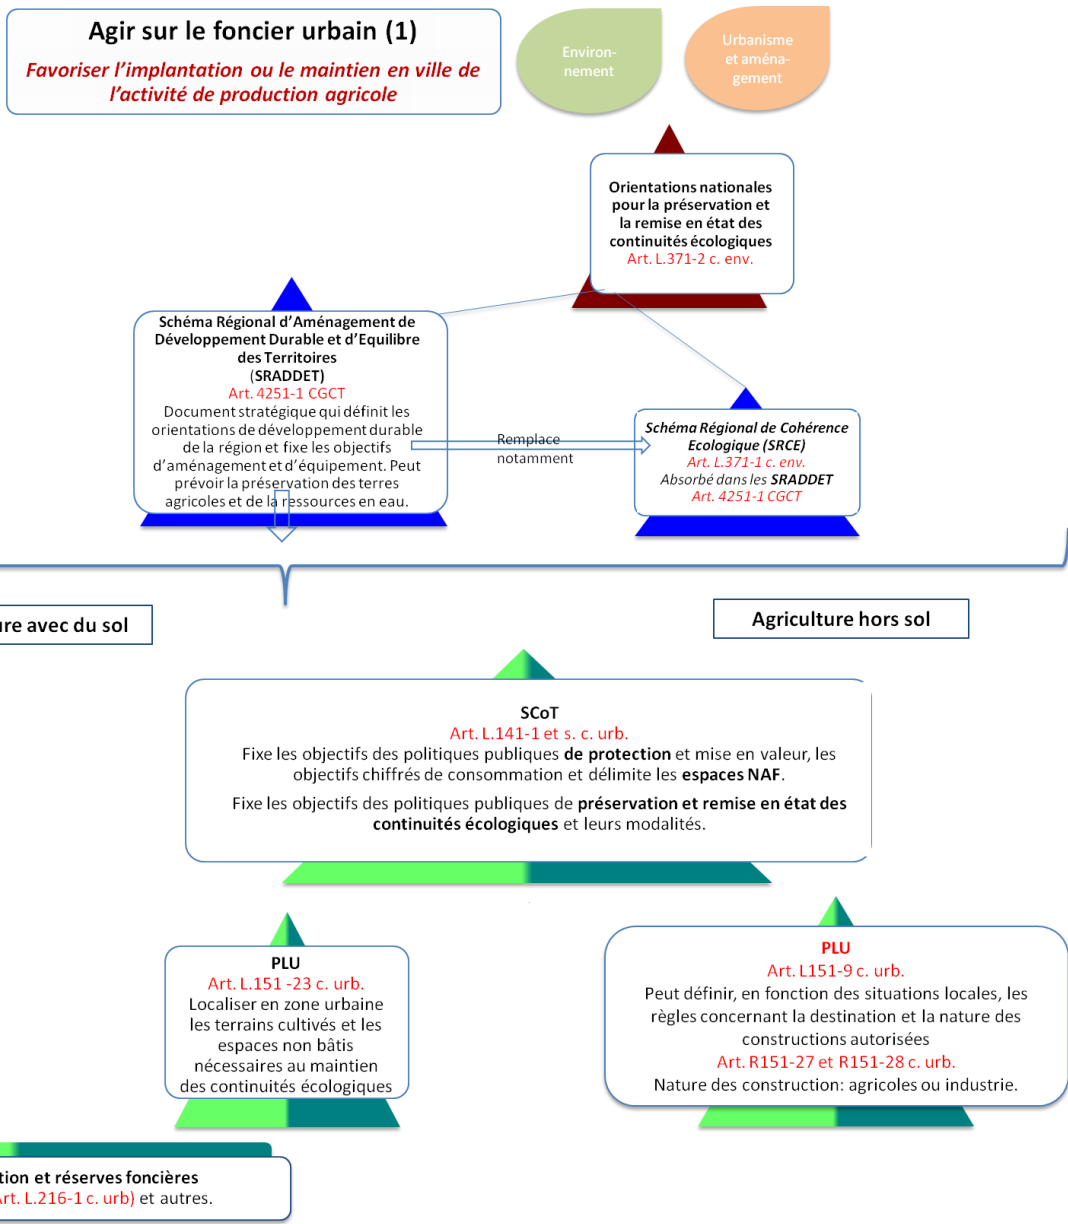 Agir sur le foncier urbain (1)
Favoriser l’implantation ou le maintien en ville de
l’activité de production agricole
Environ-
nement
Urbanisme
et aména-
gement
Orientations nationales
pour la préservation et
la remise en état des
continuités écologiques
Art. L.371-2 c. env.
Schéma Régional d’Aménagement de
Développement Durable et d’Equilibre
des Territoires
(SRADDET)
Art. 4251-1 CGCT
Document stratégique qui définit les
orientations de développement durable
de la région et fixe les objectifs
d’aménagement et d’équipement. Peut
prévoir la préservation des terres
agricoles et de la ressources en eau.
Remplace
notamment
Schéma Régional de Cohérence
Ecologique (SRCE)
Art. L.371-1 c. env.
Absorbé dans les SRADDET
Art. 4251-1 CGCT
ure avec du sol
Agriculture hors sol
SCoT
Art. L.141-1 et s. c. urb.
Fixe les objectifs des politiques publiques de protection et mise en valeur, les
objectifs chiffrés de consommation et délimite les espaces NAF.
Fixe les objectifs des politiques publiques de préservation et remise en état des
continuités écologiques et leurs modalités.
PLU
Art. L.151 -23 c. urb.
Localiser en zone urbaine
les terrains cultivés et les
espaces non bâtis
nécessaires au maintien
des continuités écologiques
PLU
Art. L151-9 c. urb.
Peut définir, en fonction des situations locales, les
règles concernant la destination et la nature des
constructions autorisées
Art. R151-27 et R151-28 c. urb.
Nature des construction: agricoles ou industrie.
tion et réserves foncières
Art. L.216-1 c. urb) et autres.